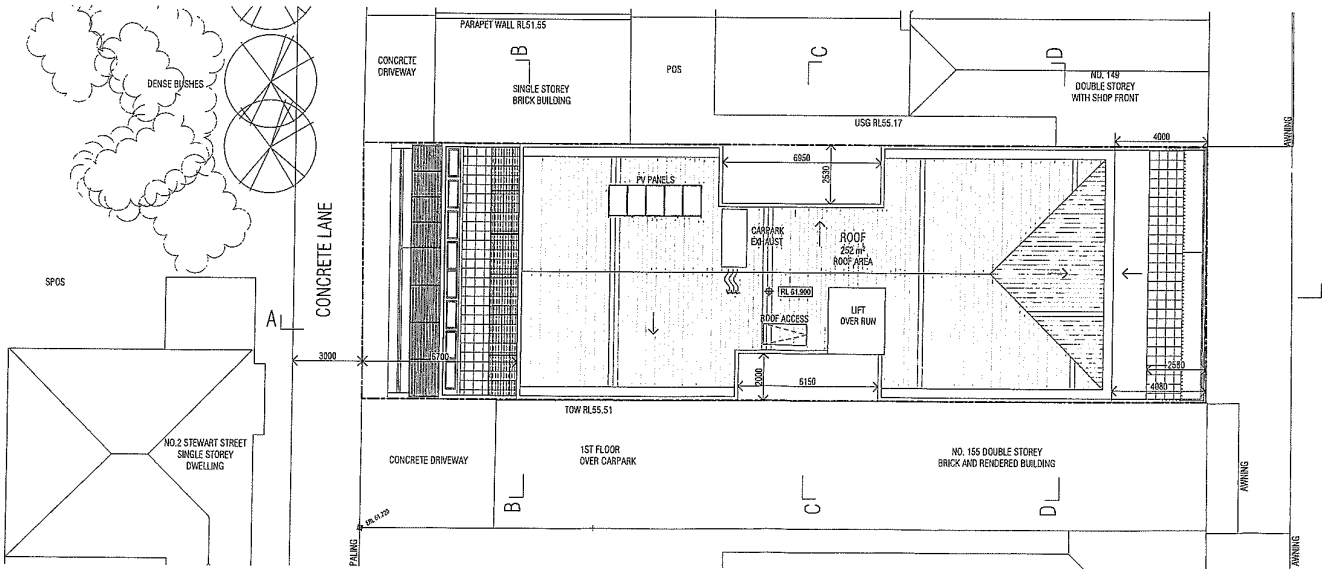 PARAPET WALL RL51.55
B
C
D
CONCRETE
DRIVEWAY
POS
DENSE BUSHES
SINGLE STOREY
BRICK BUILDING
NO. 149
DOUBLE STOREY
WITH SHOP FRONT
USG RL55.17
AWNING
4000
6950
2530
PV PANELS
CARPARK
EXHAUST
ROOF
252 m²
ROOF AREA
CONCRETE LANE
SPOS
RL 61.900
A
ROOF ACCESS
LIFT
OVER RUN
3000
5700
2000
6150
2580
4080
TOW RL55.51
NO.2 STEWART STREET
SINGLE STOREY
DWELLING
CONCRETE DRIVEWAY
1ST FLOOR
OVER CARPARK
NO. 155 DOUBLE STOREY
BRICK AND RENDERED BUILDING
AWNING
B
C
D
PALING
AWNING